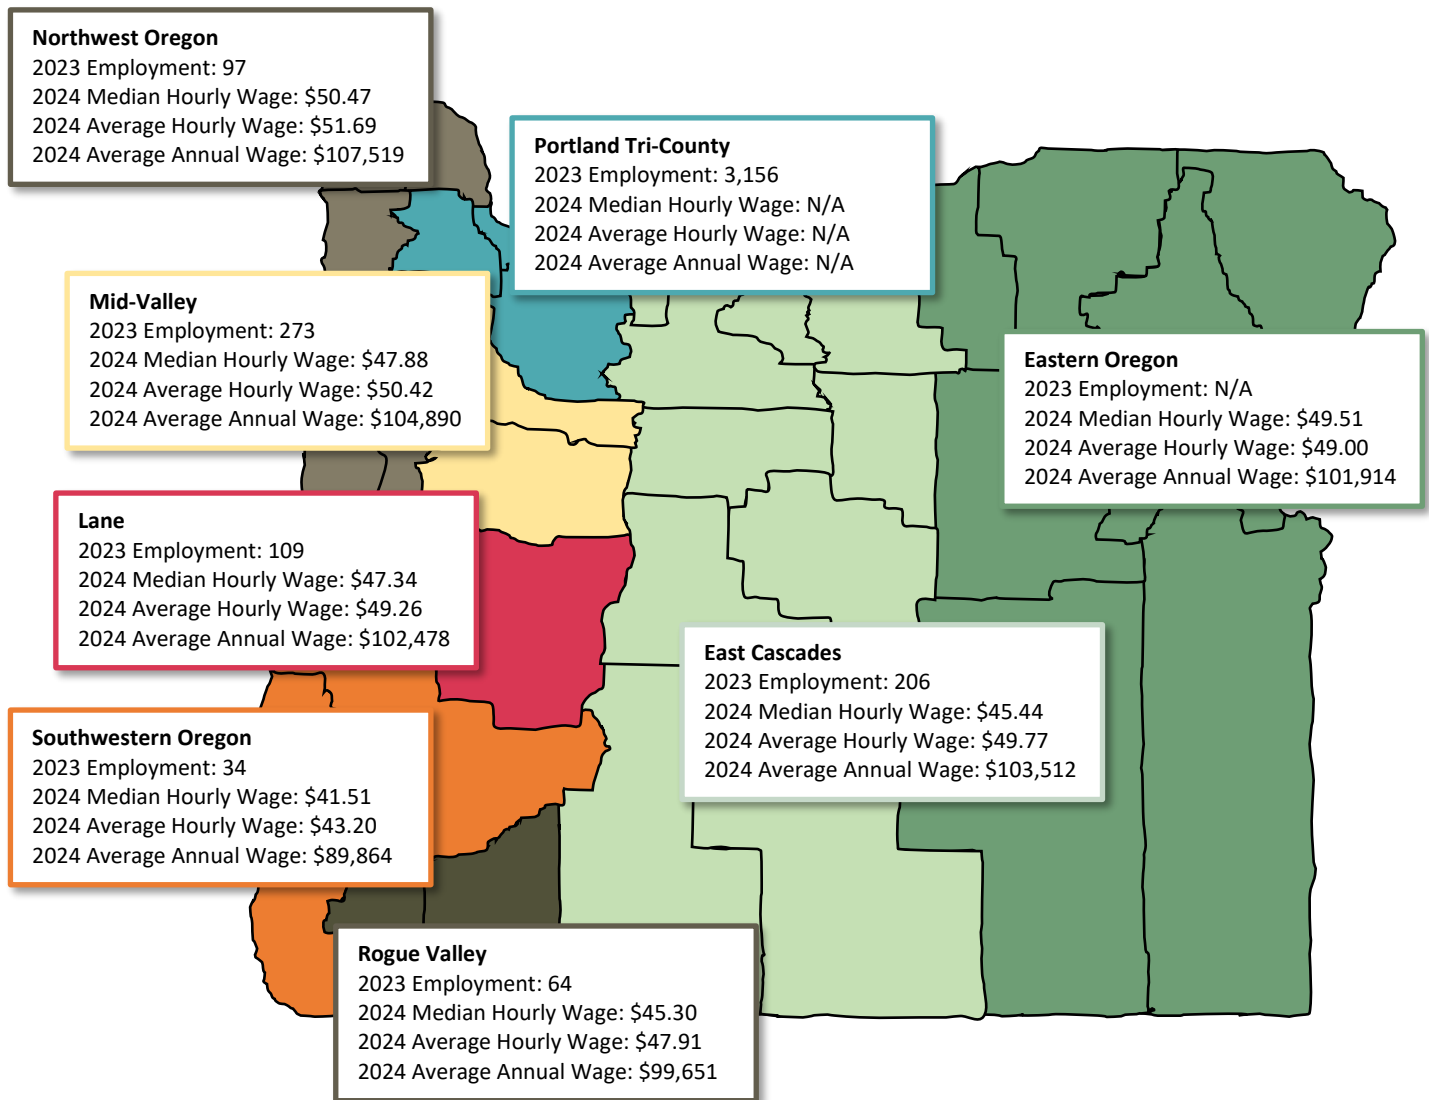 Northwest Oregon
2023 Employment: 97
2024 Median Hourly Wage: $50.47
2024 Average Hourly Wage: $51.69
2024 Average Annual Wage: $107,519
Portland Tri-County
2023 Employment: 3,156
2024 Median Hourly Wage: N/A
2024 Average Hourly Wage: N/A
2024 Average Annual Wage: N/A
Mid-Valley
2023 Employment: 273
2024 Median Hourly Wage: $47.88
2024 Average Hourly Wage: $50.42
2024 Average Annual Wage: $104,890
Eastern Oregon
2023 Employment: N/A
2024 Median Hourly Wage: $49.51
2024 Average Hourly Wage: $49.00
2024 Average Annual Wage: $101,914
Lane
2023 Employment: 109
2024 Median Hourly Wage: $47.34
2024 Average Hourly Wage: $49.26
2024 Average Annual Wage: $102,478
East Cascades
2023 Employment: 206
2024 Median Hourly Wage: $45.44
2024 Average Hourly Wage: $49.77
2024 Average Annual Wage: $103,512
Southwestern Oregon
2023 Employment: 34
2024 Median Hourly Wage: $41.51
2024 Average Hourly Wage: $43.20
2024 Average Annual Wage: $89,864
Rogue Valley
2023 Employment: 64
2024 Median Hourly Wage: $45.30
2024 Average Hourly Wage: $47.91
2024 Average Annual Wage: $99,651